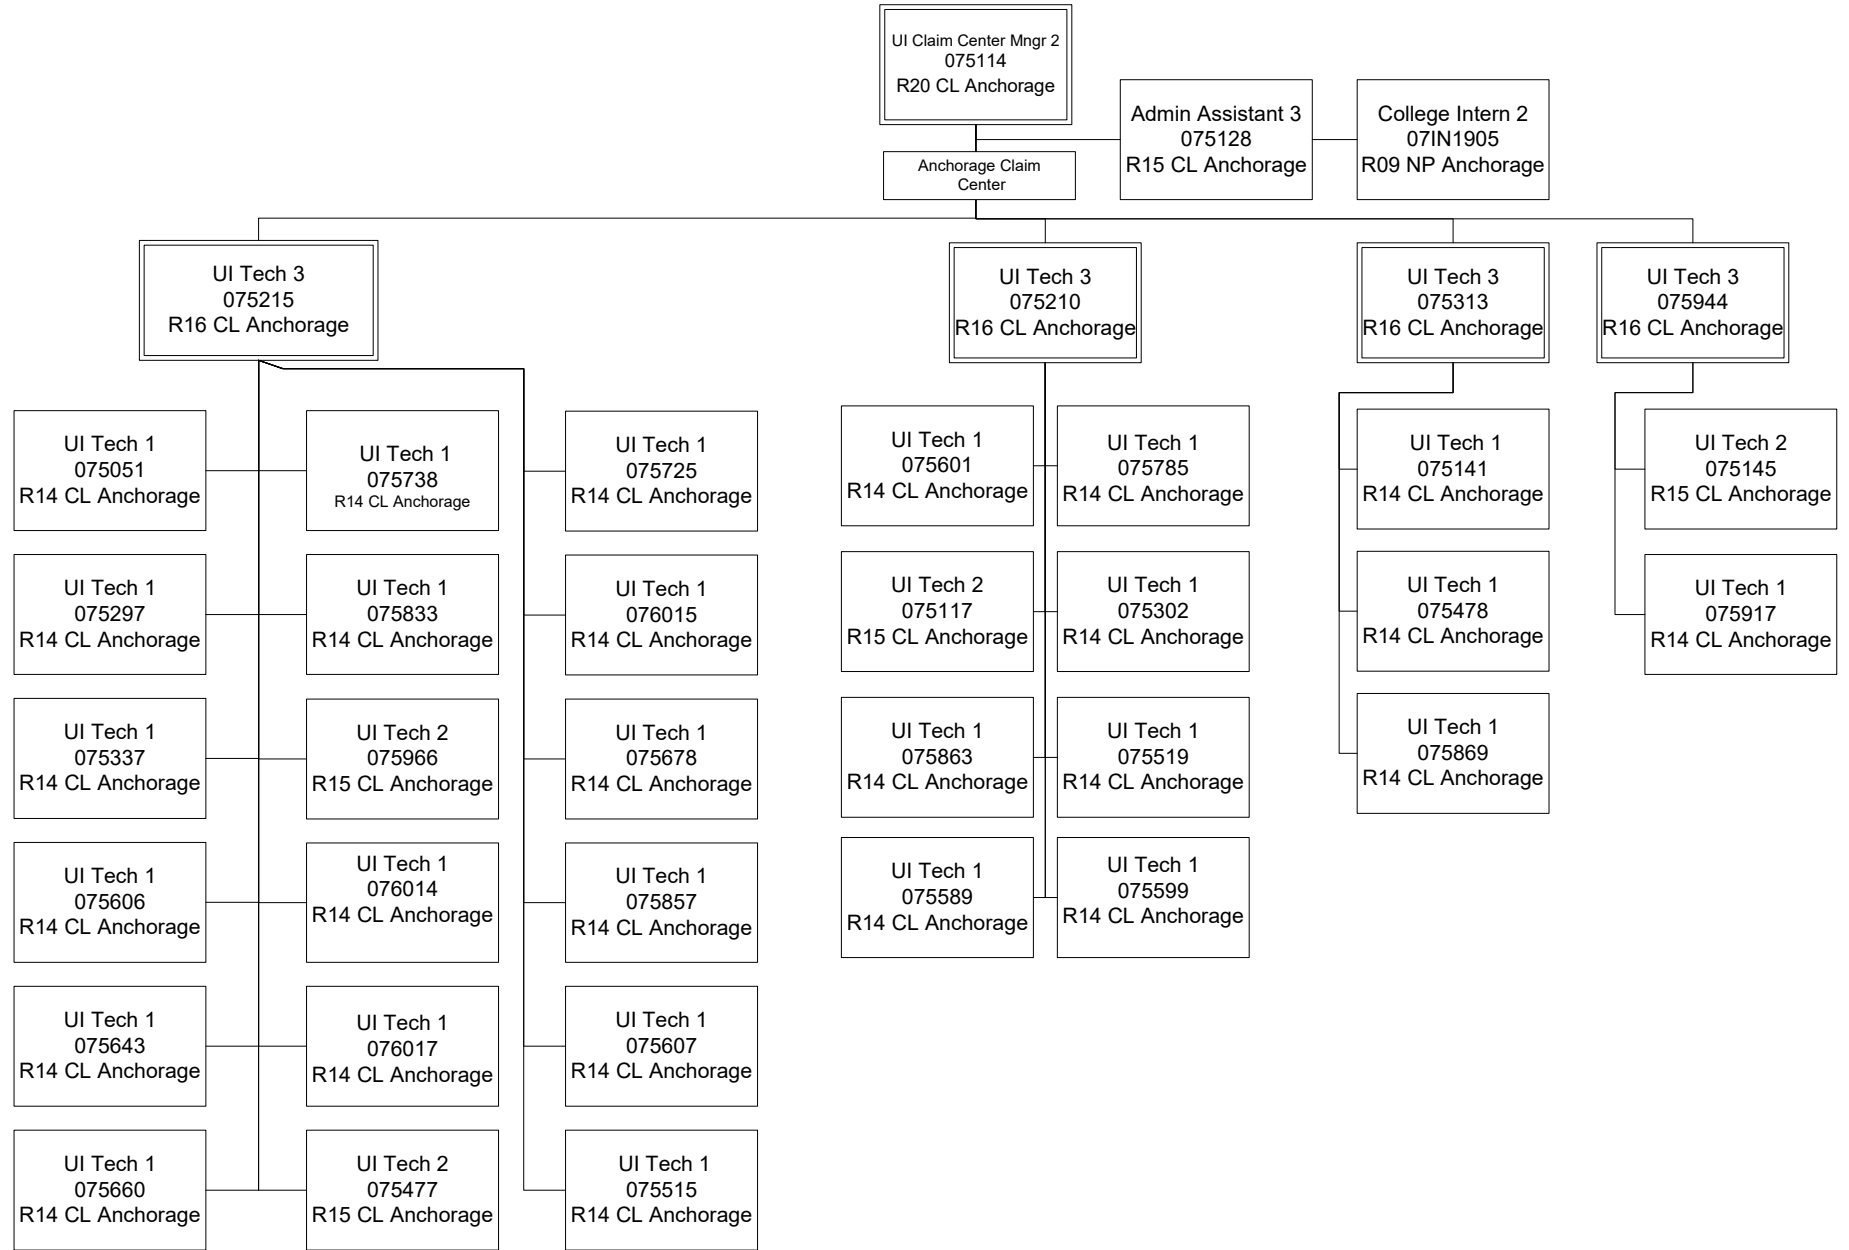 UI Claim Center Mngr 2
075114
R20 CL Anchorage
Admin Assistant 3
075128
R15 CL Anchorage
College Intern 2
07IN1905
R09 NP Anchorage
Anchorage Claim
Center
UI Tech 3
075215
R16 CL Anchorage
UI Tech 3
075210
R16 CL Anchorage
UI Tech 3
075313
R16 CL Anchorage
UI Tech 3
075944
R16 CL Anchorage
UI Tech 1
075051
R14 CL Anchorage
UI Tech 1
075738
R14 CL Anchorage
UI Tech 1
075725
R14 CL Anchorage
UI Tech 1
075601
R14 CL Anchorage
UI Tech 1
075785
R14 CL Anchorage
UI Tech 1
075141
R14 CL Anchorage
UI Tech 2
075145
R15 CL Anchorage
UI Tech 1
075297
R14 CL Anchorage
UI Tech 1
075833
R14 CL Anchorage
UI Tech 1
076015
R14 CL Anchorage
UI Tech 2
075117
R15 CL Anchorage
UI Tech 1
075302
R14 CL Anchorage
UI Tech 1
075478
R14 CL Anchorage
UI Tech 1
075917
R14 CL Anchorage
UI Tech 1
075337
R14 CL Anchorage
UI Tech 2
075966
R15 CL Anchorage
UI Tech 1
075678
R14 CL Anchorage
UI Tech 1
075863
R14 CL Anchorage
UI Tech 1
075519
R14 CL Anchorage
UI Tech 1
075869
R14 CL Anchorage
UI Tech 1
075606
R14 CL Anchorage
UI Tech 1
076014
R14 CL Anchorage
UI Tech 1
075857
R14 CL Anchorage
UI Tech 1
075589
R14 CL Anchorage
UI Tech 1
075599
R14 CL Anchorage
UI Tech 1
075643
R14 CL Anchorage
UI Tech 1
076017
R14 CL Anchorage
UI Tech 1
075607
R14 CL Anchorage
UI Tech 1
075660
R14 CL Anchorage
UI Tech 2
075477
R15 CL Anchorage
UI Tech 1
075515
R14 CL Anchorage